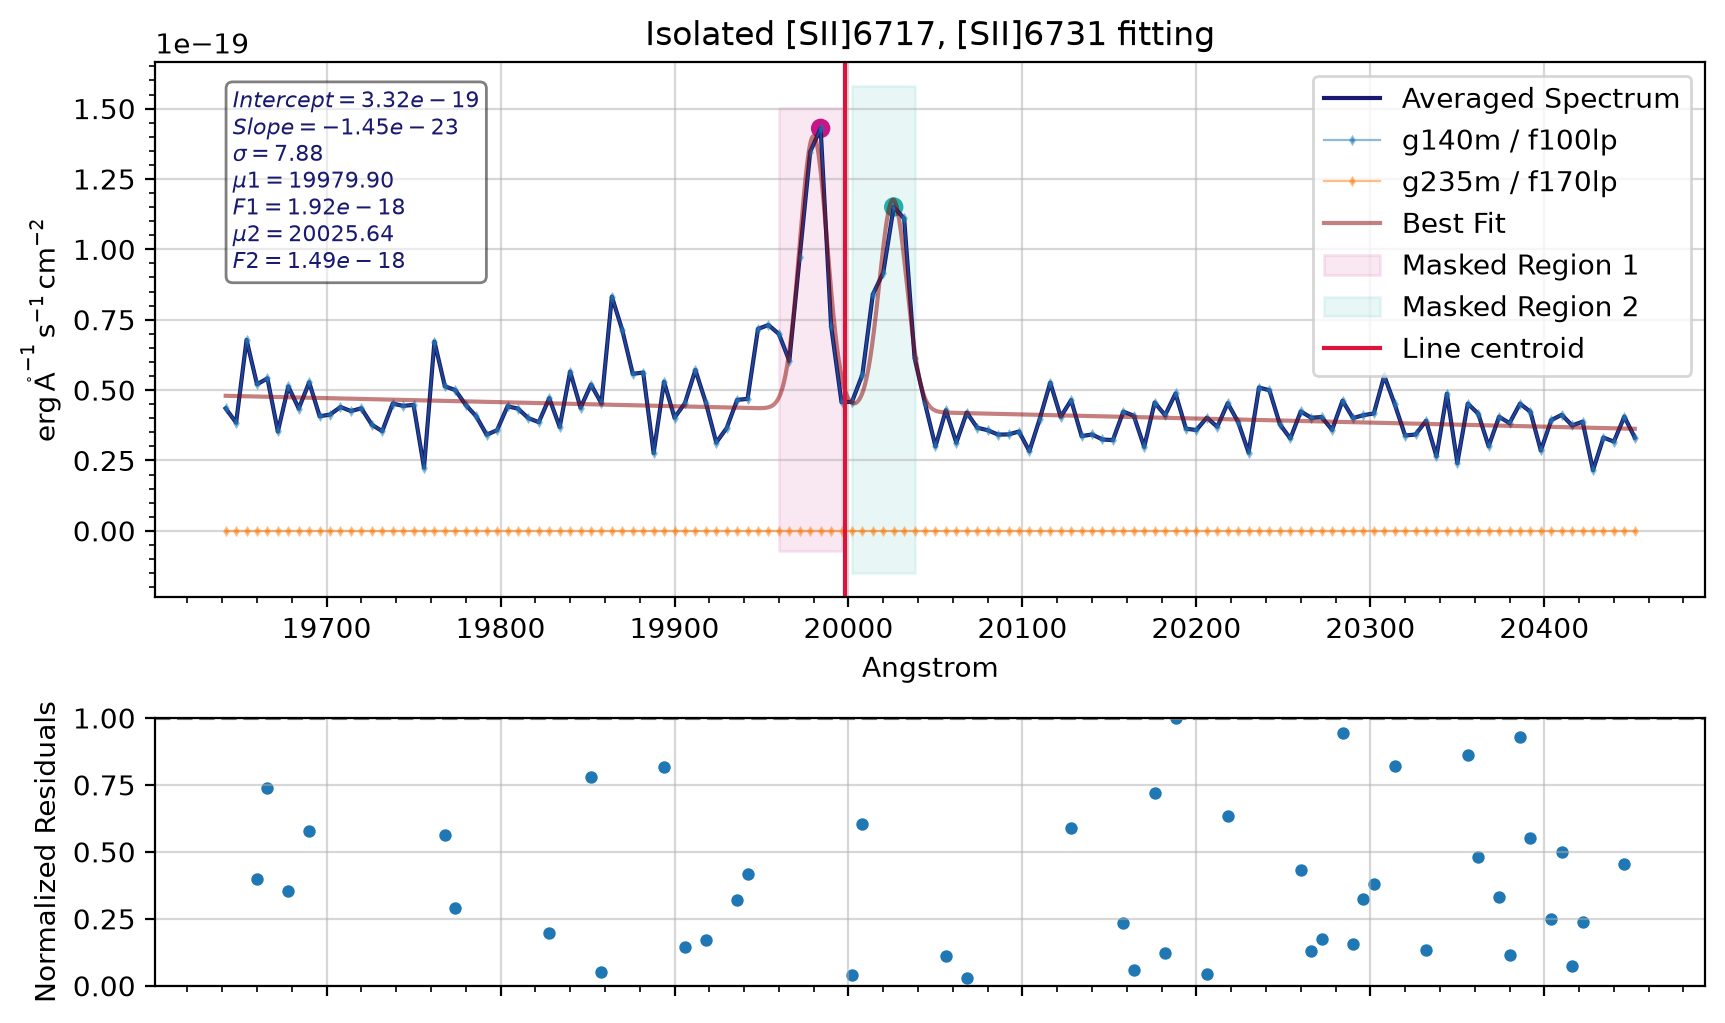 Isolated [SII]6717, [SII]6731 fitting
1e−19
Intercept = 3.32e − 19
Slope = −1.45e − 23
σ = 7.88
μ1 = 19979.90
F1 = 1.92e − 18
μ2 = 20025.64
F2 = 1.49e − 18
Averaged Spectrum
g140m / f100lp
g235m / f170lp
Best Fit
Masked Region 1
Masked Region 2
Line centroid
erg Å⁻¹ s⁻¹ cm⁻²
1.50
1.25
1.00
0.75
0.50
0.25
0.00
19700 19800 19900 20000 20100 20200 20300 20400
Angstrom
Normalized Residuals
1.00
0.75
0.50
0.25
0.00